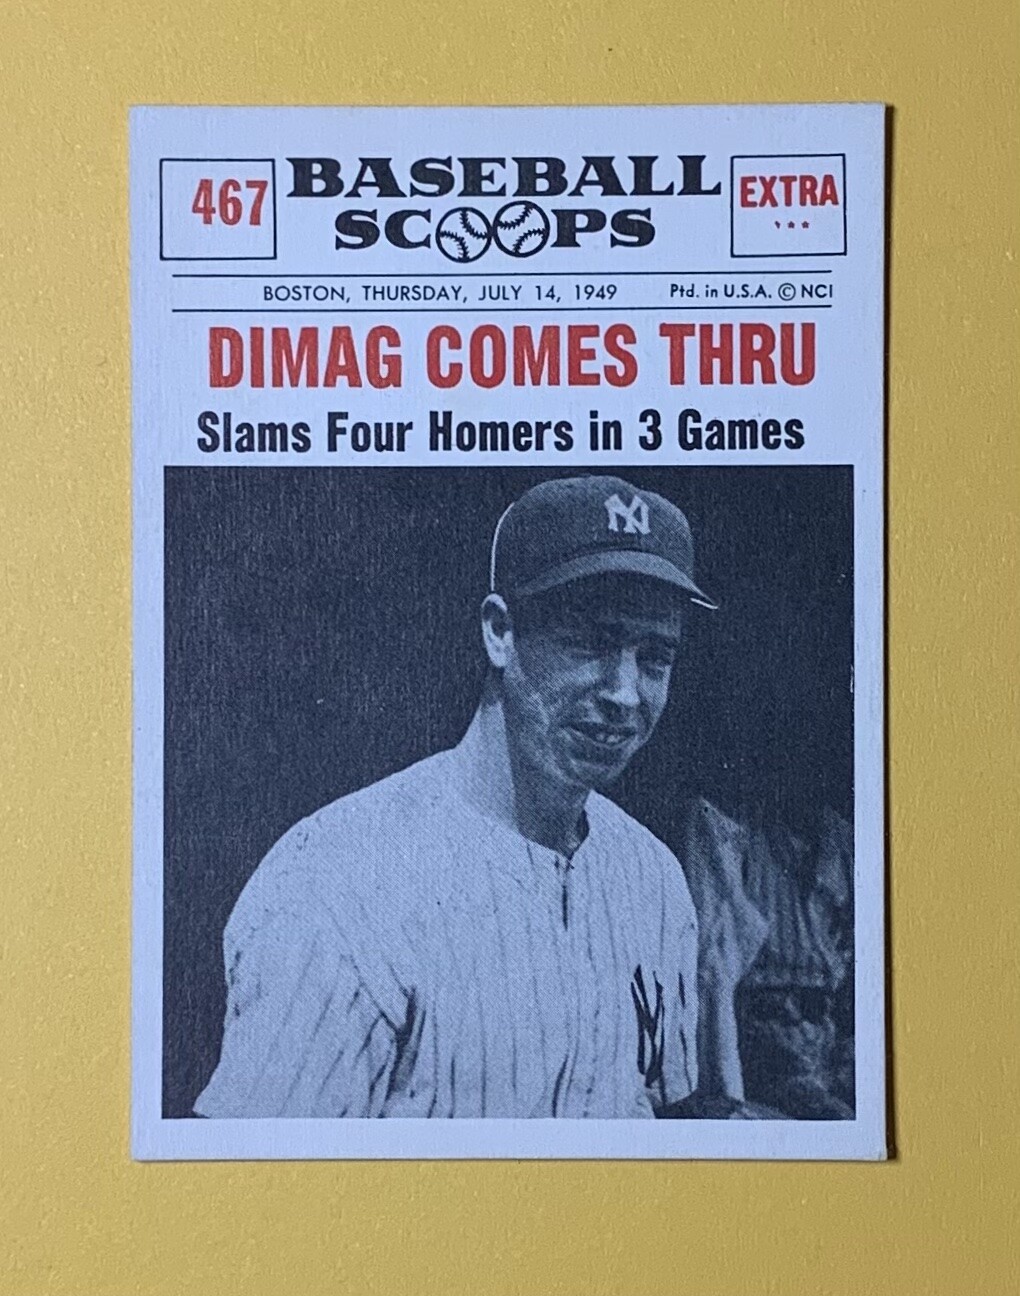 467
BASEBALL
SCOOPS
EXTRA
***
BOSTON, THURSDAY, JULY 14, 1949 Ptd. in U.S.A. © NCI
DIMAG COMES THRU
Slams Four Homers in 3 Games
NY
NY